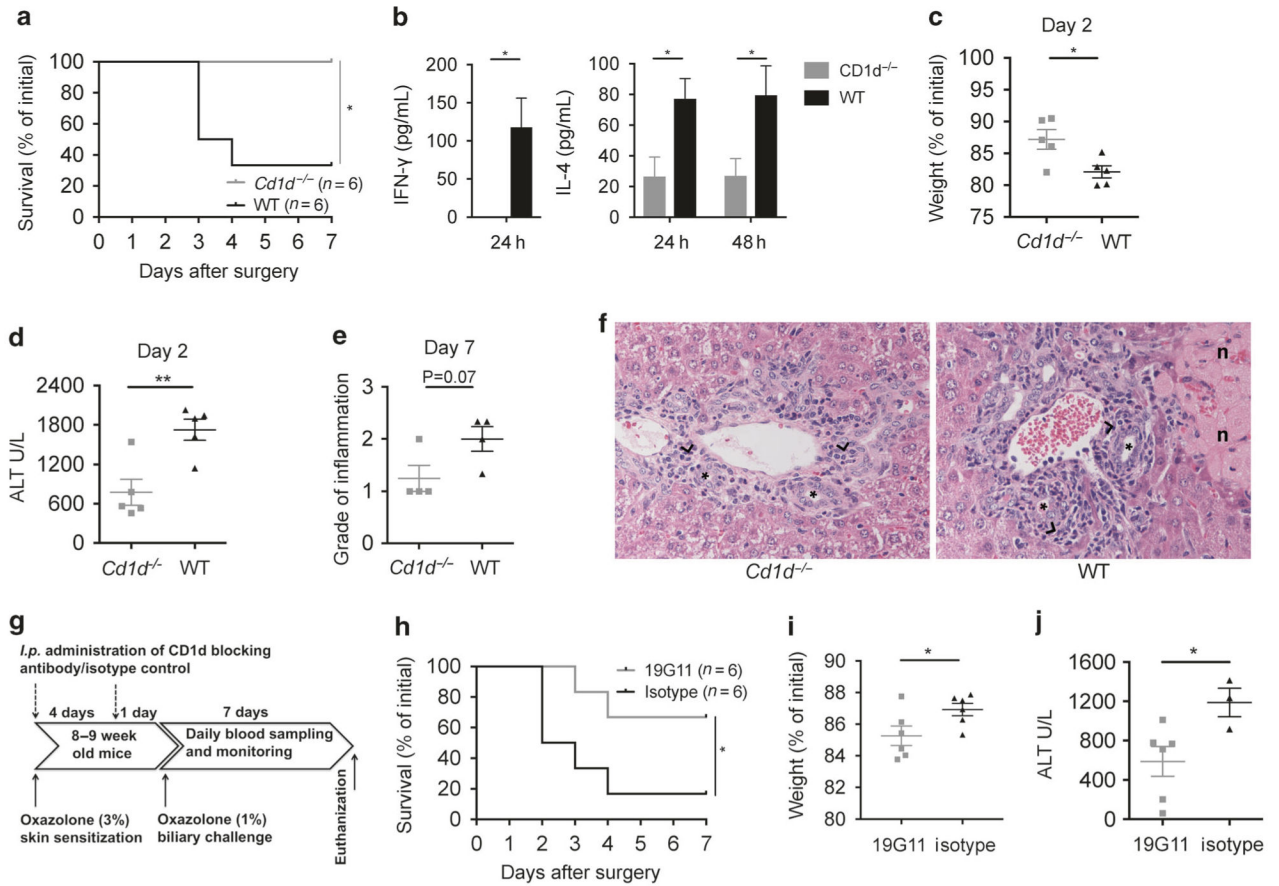 a
Survival (% of initial)
100
80
60
40
20
0
0 1 2 3 4 5 6 7
Days after surgery
Cd1d–/– (n = 6)
WT (n = 6)
*
b
IFN-γ (pg/mL)
200
150
100
50
0
*
24 h
IL-4 (pg/mL)
100
80
60
40
20
0
* *
24 h 48 h
CD1d–/–
WT
c
Day 2
*
Weight (% of initial)
100
95
90
85
80
75
Cd1d–/– WT
d
Day 2
**
ALT U/L
2400
1800
1200
600
0
Cd1d–/– WT
e
Day 7
P=0.07
Grade of inflammation
3
2
1
0
Cd1d–/– WT
f
* *
Cd1d–/–
n
n
*
*
WT
g
I.p. administration of CD1d blocking
antibody/isotype control
4 days 1 day 7 days
8–9 week
old mice
Daily blood sampling
and monitoring
Oxazolone (3%)
skin sensitization
Oxazolone (1%)
biliary challenge
Euthanization
h
Survival (% of initial)
100
80
60
40
20
0
0 1 2 3 4 5 6 7
Days after surgery
19G11 (n = 6)
Isotype (n = 6)
*
i
*
Weight (% of initial)
90
88
86
84
82
80
19G11 isotype
j
*
ALT U/L
1600
1200
800
400
0
19G11 isotype